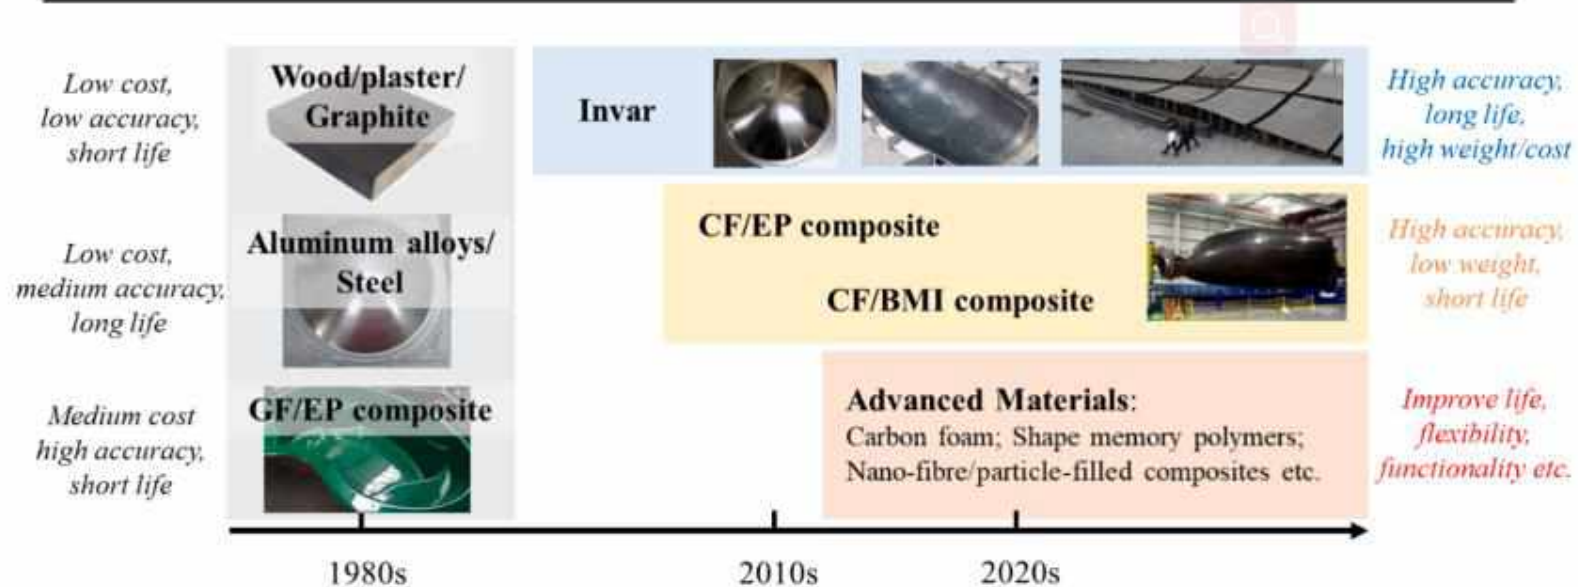 Low cost,
low accuracy,
short life
Wood/plaster/
Graphite
Invar
High accuracy,
long life,
high weight/cost
Low cost,
medium accuracy,
long life
Aluminum alloys/
Steel
CF/EP composite
CF/BMI composite
High accuracy,
low weight,
short life
Medium cost
high accuracy,
short life
GF/EP composite
Advanced Materials:
Carbon foam; Shape memory polymers;
Nano-fibre/particle-filled composites etc.
Improve life,
flexibility,
functionality etc.
1980s
2010s
2020s